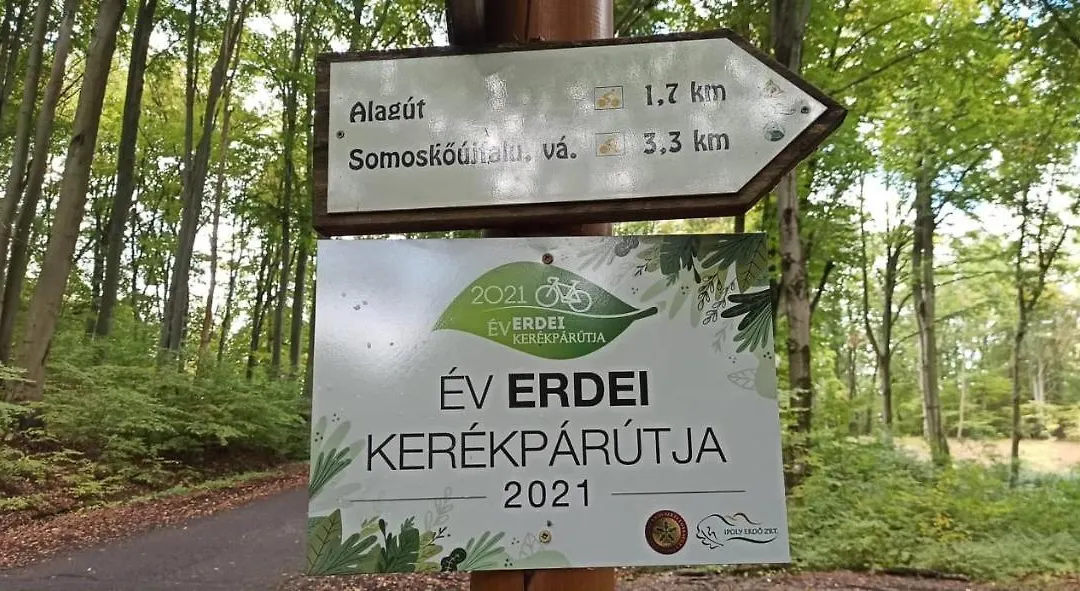 Alagút 1,7 km
Somoskőújfalu, vá. 3,3 km
2021
ÉV ERDEI
KERÉKPÁRÚTJA
ÉV ERDEI
KERÉKPÁRÚTJA
2021
IPOLY ERDŐ ZRT.